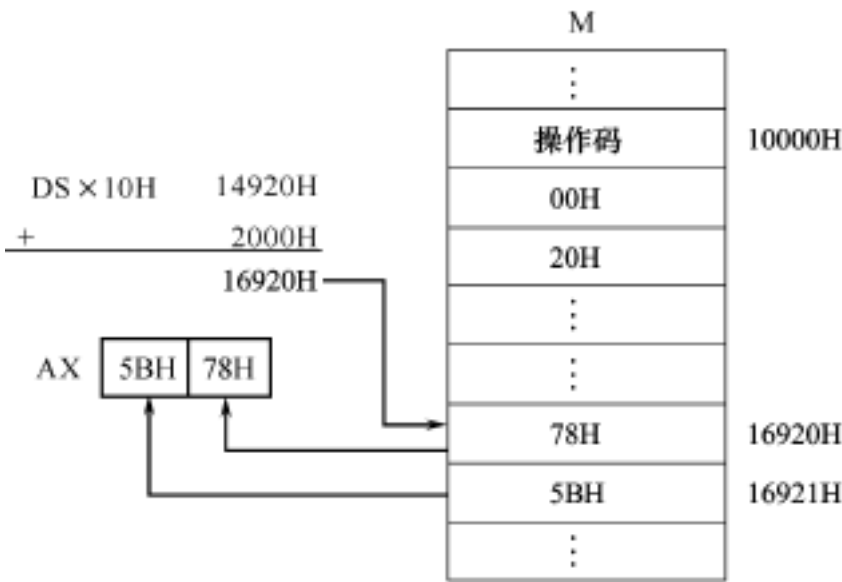 M
⋮
操作码 10000H
DS×10H 14920H
00H
+ 2000H
20H
16920H
⋮
AX 5BH 78H
⋮
78H 16920H
5BH 16921H
⋮